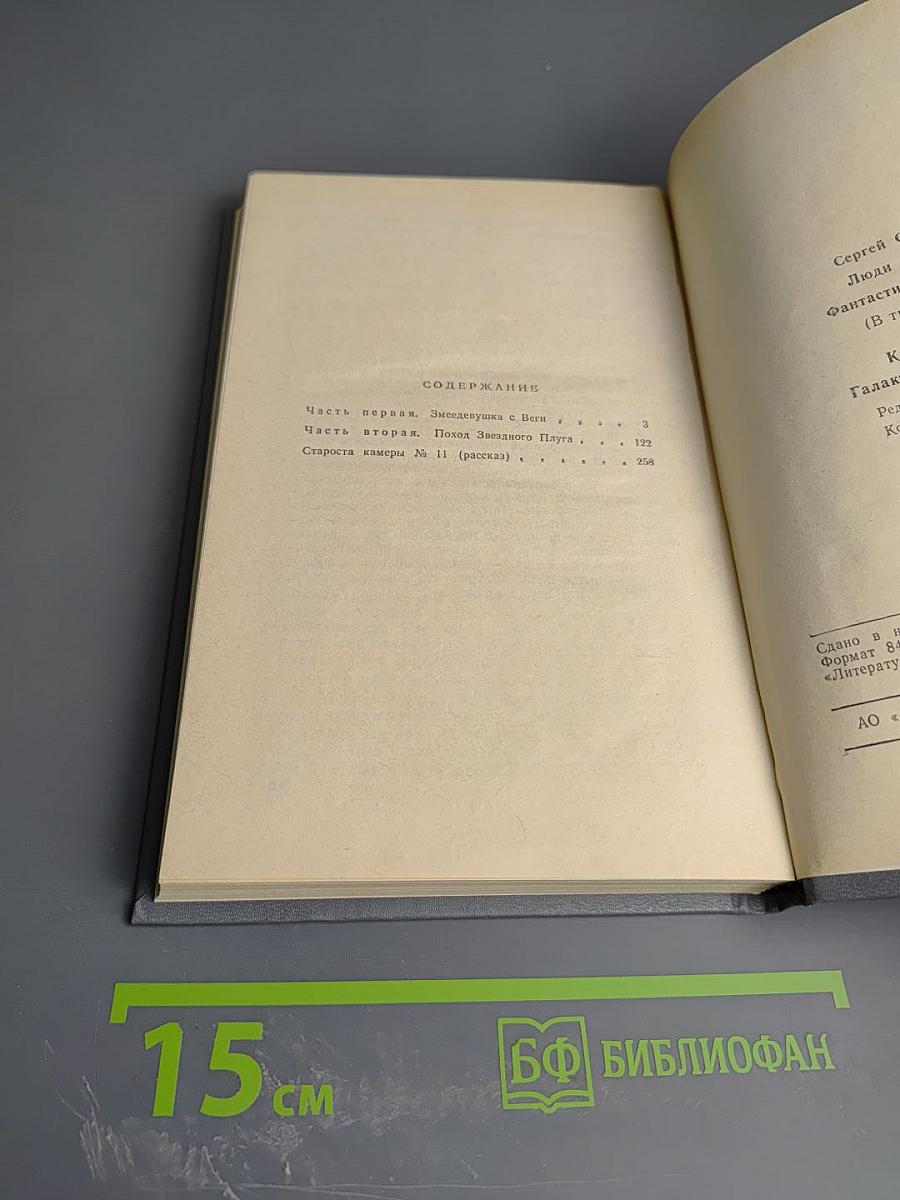 СОДЕРЖАНИЕ
Часть первая. Змеедевушка с Веги , , , , 3
Часть вторая. Поход Звездного Плуга , , , 122
Староста камеры № 11 (рассказ) , , , , , , 258
Сергей
Люди
Фантасти
(В т
К
Галак
Ред
Ко
Сдано в н
Формат 84
«Литерату
АО «
15 см
БФ БИБЛИОФАН